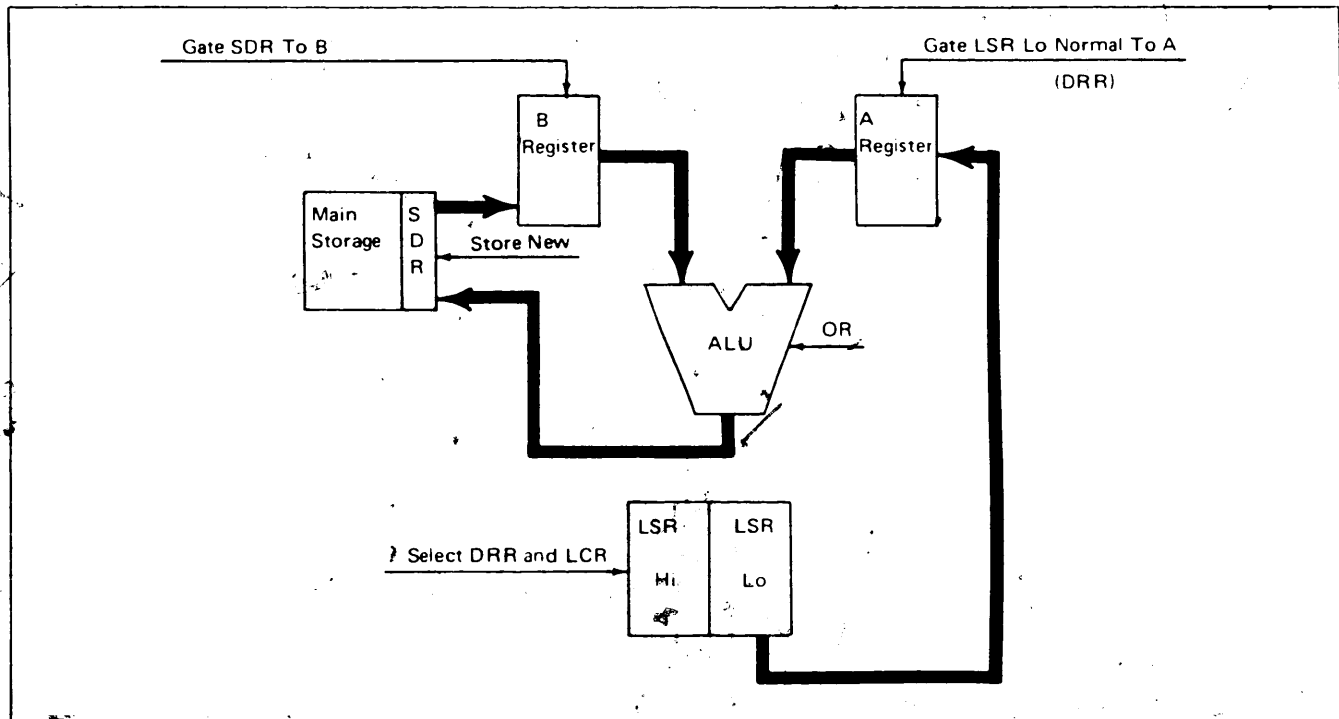 Gate SDR To B
Gate LSR Lo Normal To A
(DRR)
B
Register
A
Register
Main
Storage
S
D
R
Store New
ALU
OR
Select DRR and LCR
LSR
Hi
LSR
Lo